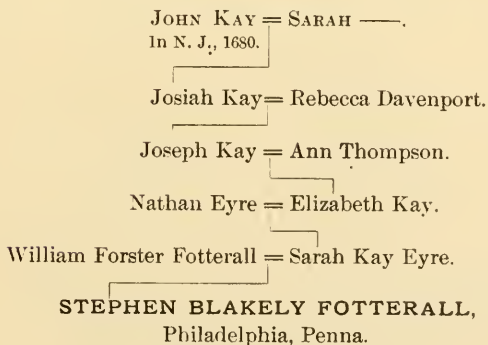 JOHN KAY = SARAH ——.
In N. J., 1680.
Josiah Kay = Rebecca Davenport.
Joseph Kay = Ann Thompson.
Nathan Eyre = Elizabeth Kay.
William Forster Fotterall = Sarah Kay Eyre.
STEPHEN BLAKELY FOTTERALL,
Philadelphia, Penna.